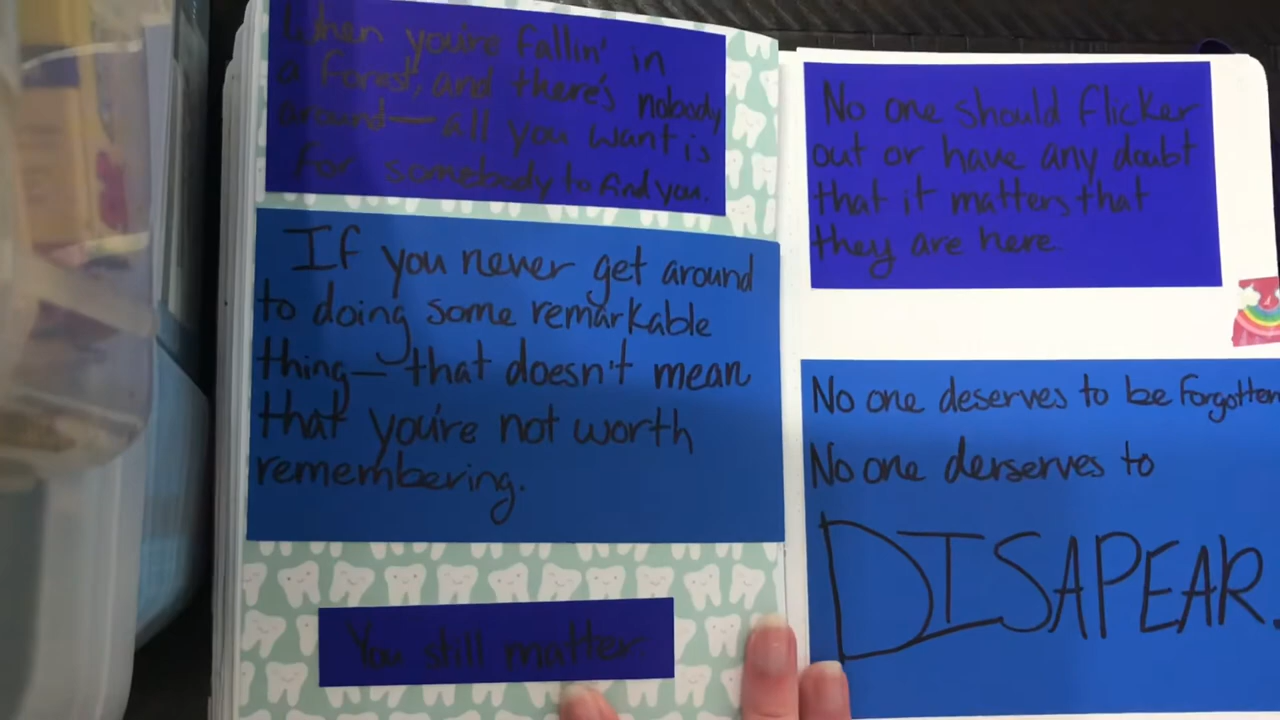 When you're fallin' in
a forest, and there's nobody
around— all you want is
for somebody to find you.
If you never get around
to doing some remarkable
thing— that doesn't mean
that you're not worth
remembering.
You still matter.
No one should flicker
out or have any doubt
that it matters that
they are here.
No one deserves to be forgotten
No one derserves to
DISAPEAR.